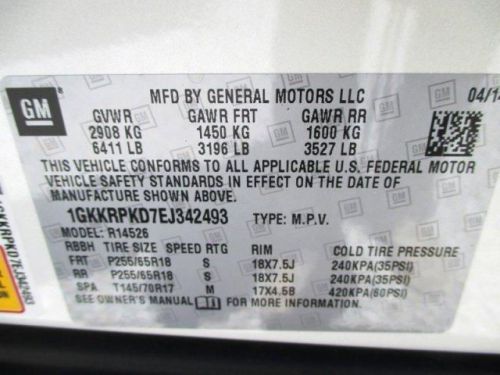 GM
MFD BY GENERAL MOTORS LLC
04/1
GVWR GAWR FRT GAWR RR
2908 KG 1450 KG 1600 KG
6411 LB 3196 LB 3527 LB
THIS VEHICLE CONFORMS TO ALL APPLICABLE U.S. FEDERAL MOTOR
VEHICLE SAFETY STANDARDS IN EFFECT ON THE DATE OF
MANUFACTURE SHOWN ABOVE.
1GKKRPKD7EJ342493 TYPE: M.P.V.
MODEL: R14526
RBBH TIRE SIZE SPEED RTG RIM COLD TIRE PRESSURE
FRT P255/65R18 S 18X7.5J 240KPA(35PSI)
RR P255/65R18 S 18X7.5J 240KPA(35PSI)
SPA T145/70R17 M 17X4.5B 420KPA(60PSI)
SEE OWNER'S MANUAL FOR MORE INFORMATION.
1GKKRPKD7EJ342493